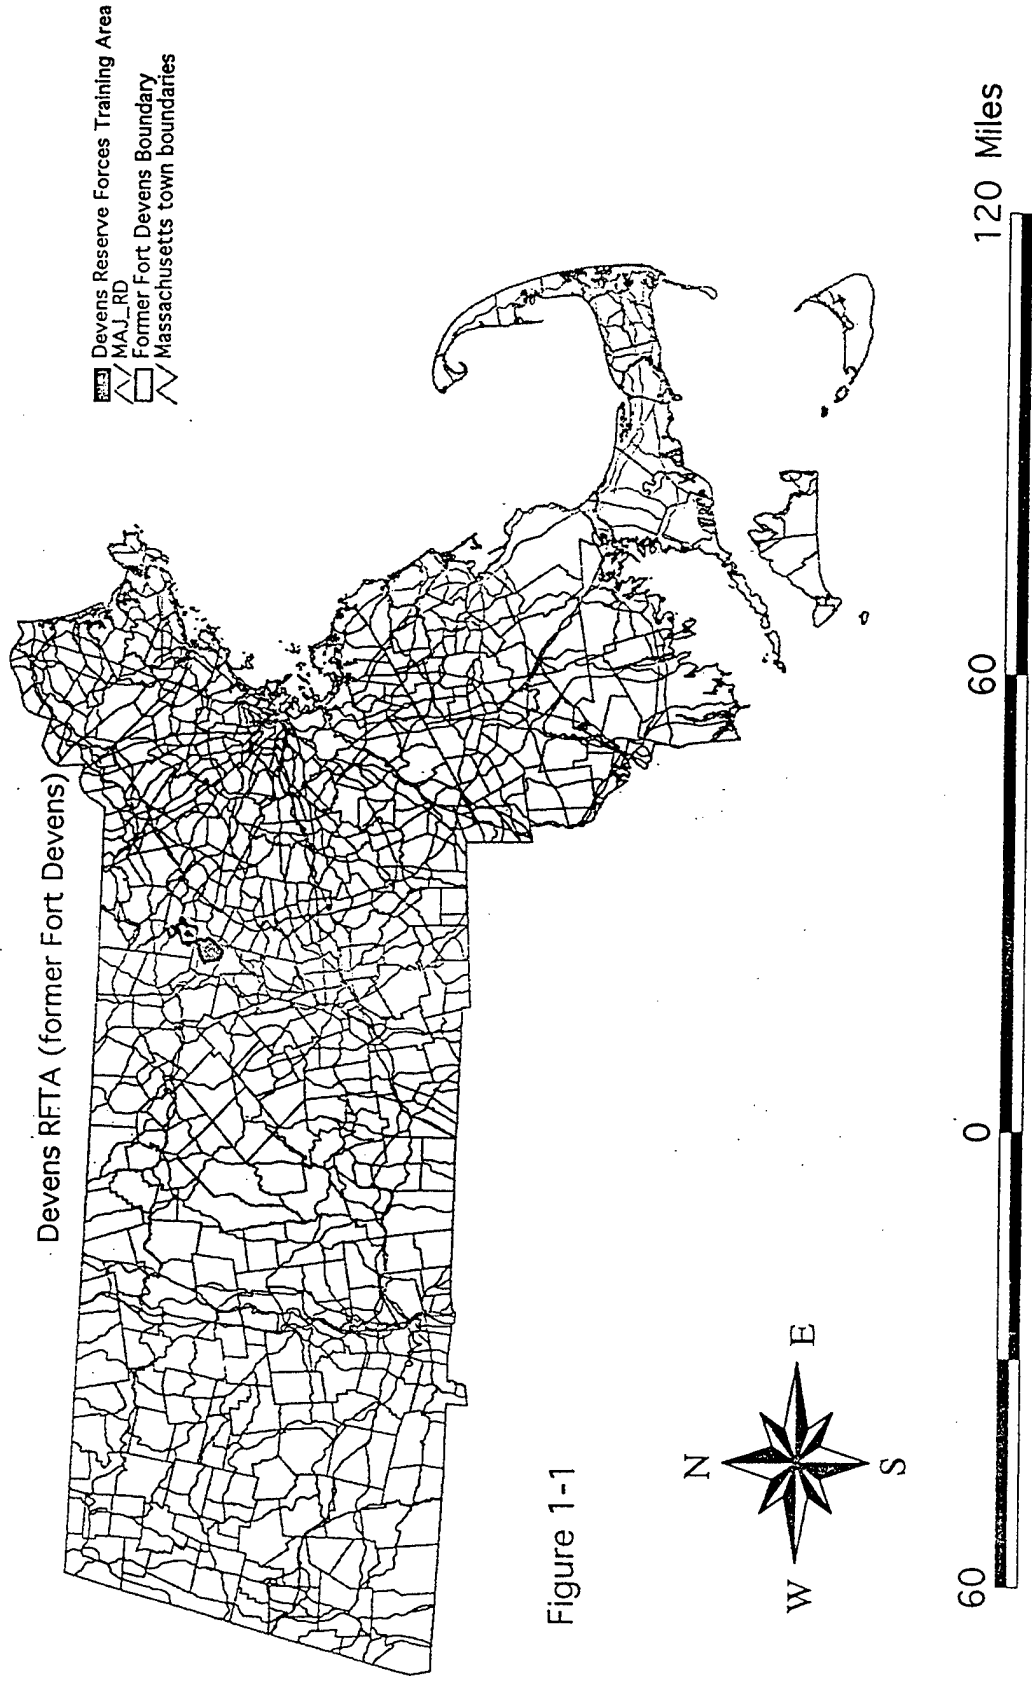 Devens RFTA (former Fort Devens)
Devens Reserve Forces Training Area
MAJ_RD
Former Fort Devens Boundary
Massachusetts town boundaries
Figure 1-1
N
W
E
S
60
0
60
120 Miles